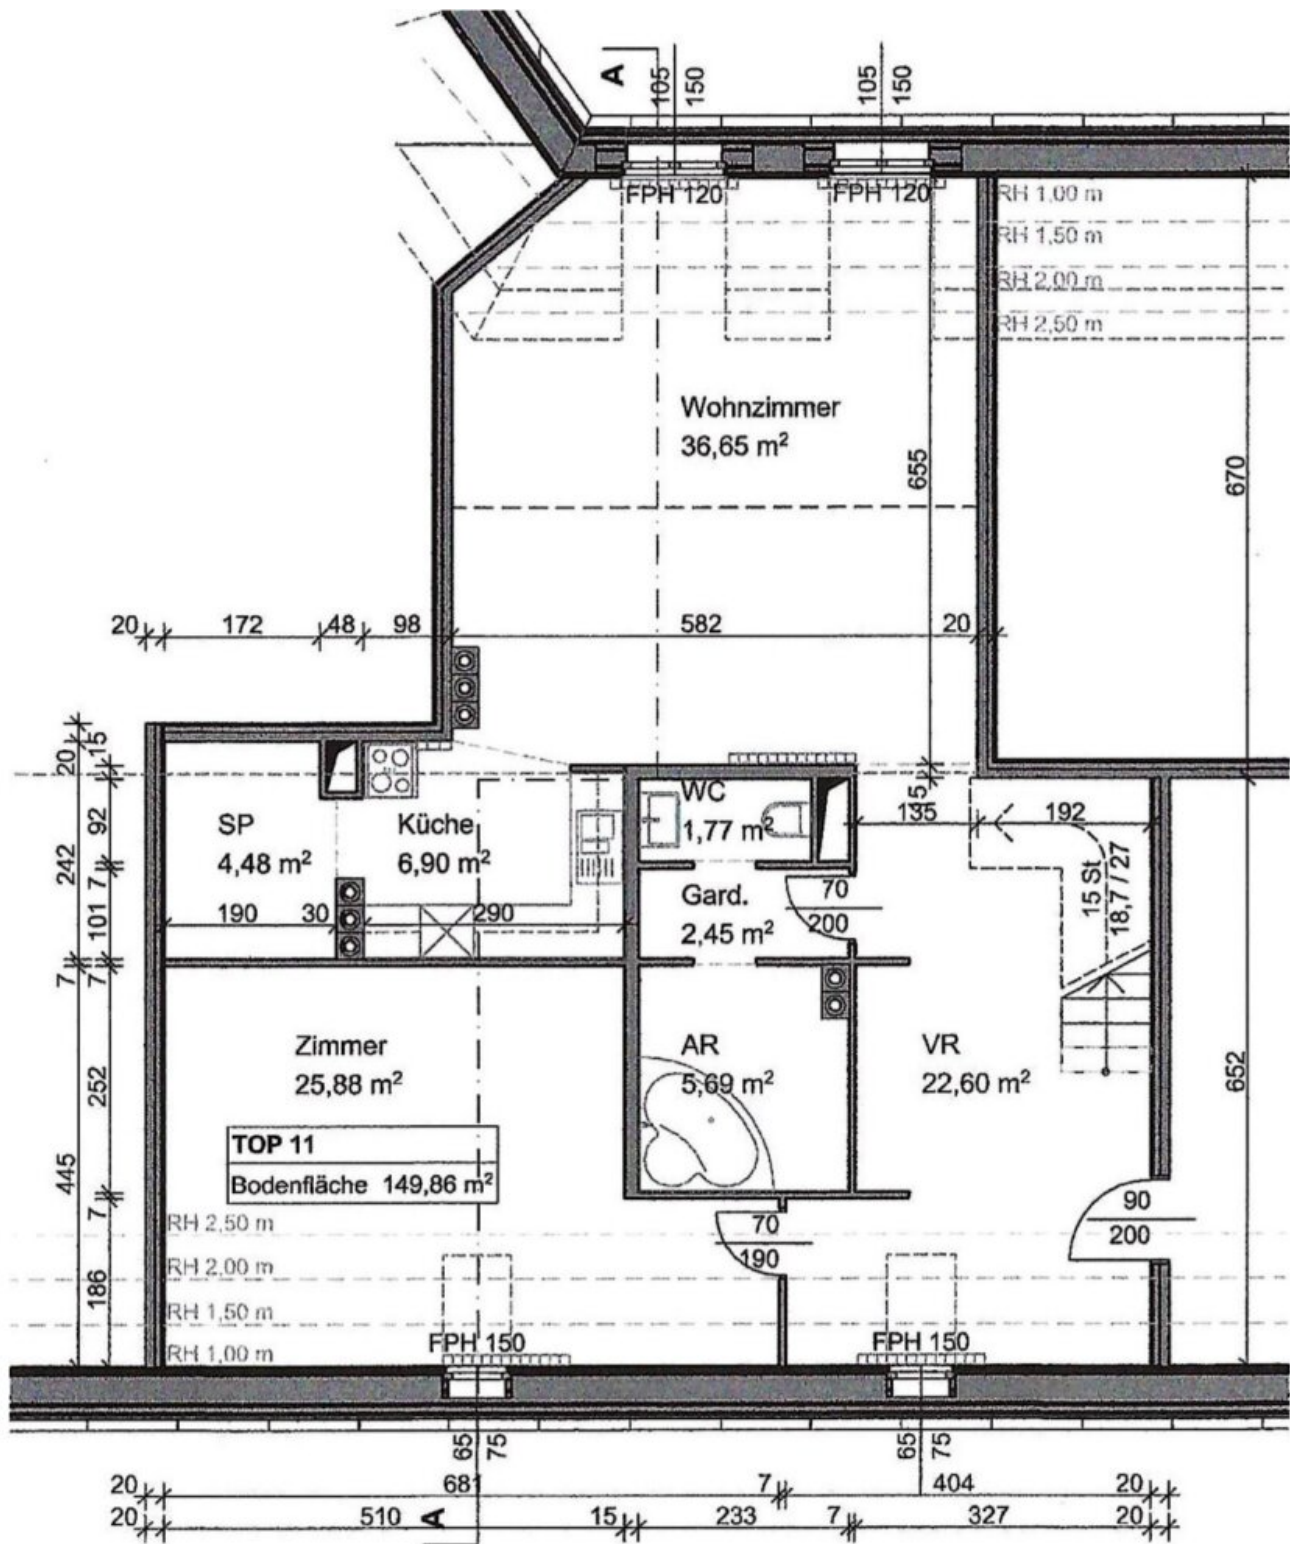 A
105
150
105
150
FPH 120
FPH 120
RH 1,00 m
RH 1,50 m
RH 2,00 m
RH 2,50 m
Wohnzimmer
36,65 m²
655
670
20
172
48
98
582
20
20
15
92
242
7
101
7
7
252
445
7
186
SP
4,48 m²
Küche
6,90 m²
190
30
290
WC
1,77 m²
Gard.
2,45 m²
70
200
15
135
192
15 St
18,7 / 27
Zimmer
25,88 m²
AR
5,69 m²
VR
22,60 m²
652
TOP 11
Bodenfläche 149,86 m²
RH 2,50 m
RH 2,00 m
RH 1,50 m
RH 1,00 m
70
190
90
200
FPH 150
FPH 150
65
75
65
75
20
681
7
404
20
20
510
A
15
233
7
327
20